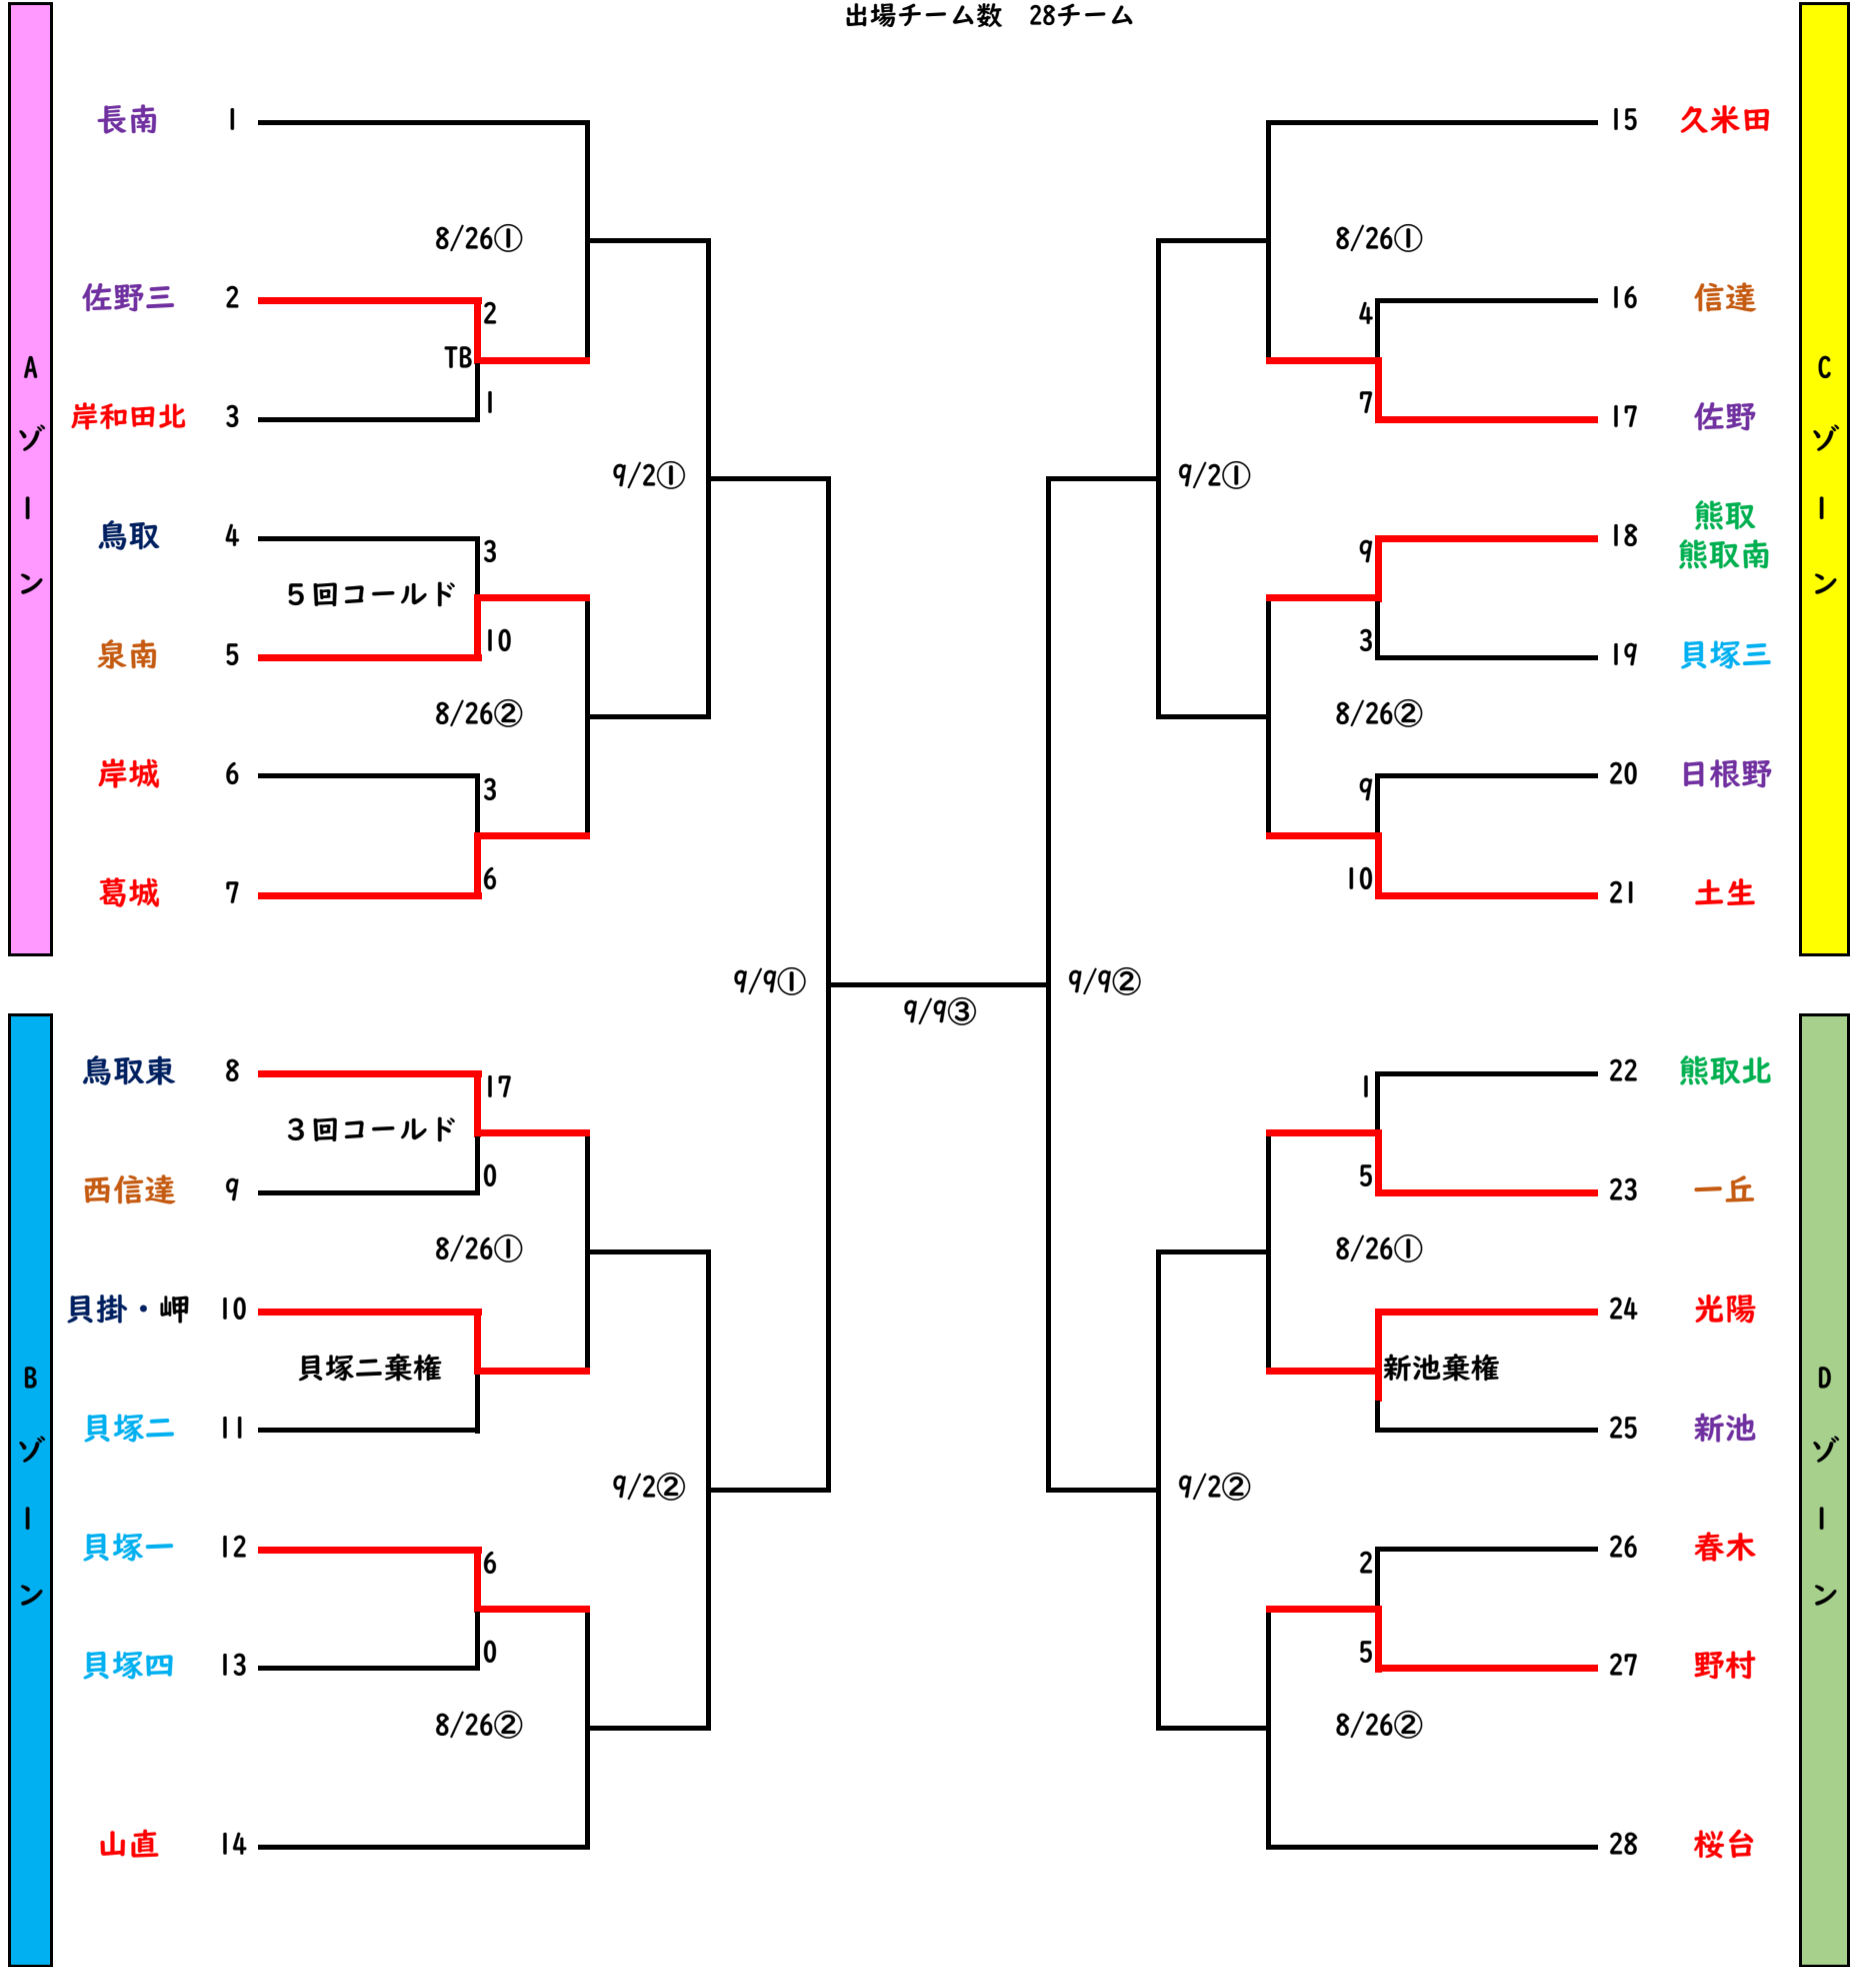 出場チーム数　28チーム
Aゾーン
長南 1
8/26①
佐野三 2
2
TB
岸和田北 3
1
9/2①
鳥取 4
3
5回コールド
泉南 5
10
8/26②
岸城 6
3
葛城 7
6
9/9①
Bゾーン
鳥取東 8
17
3回コールド
西信達 9
0
8/26①
貝掛・岬 10
貝塚二棄権
貝塚二 11
9/2②
貝塚一 12
6
貝塚四 13
0
8/26②
山直 14
9/9③
Cゾーン
15 久米田
8/26①
4
16 信達
7
17 佐野
9/2①
熊取
9
18
熊取南
3
19 貝塚三
8/26②
9
20 日根野
10
21 土生
9/9②
Dゾーン
1
22 熊取北
5
23 一丘
8/26①
24 光陽
新池棄権
25 新池
9/2②
2
26 春木
5
27 野村
8/26②
28 桜台